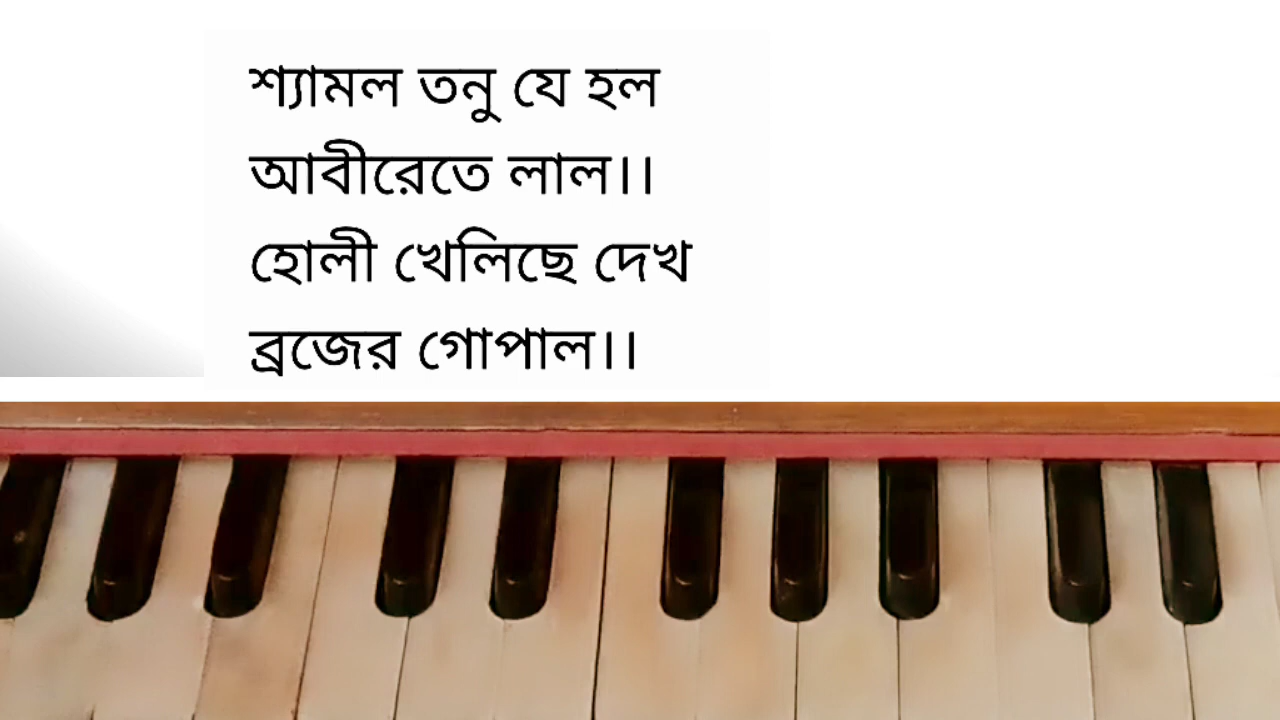 শ্যামল তনু যে হল
আবীরেতে লাল।।
হোলী খেলিছে দেখ
ব্রজের গোপাল।।